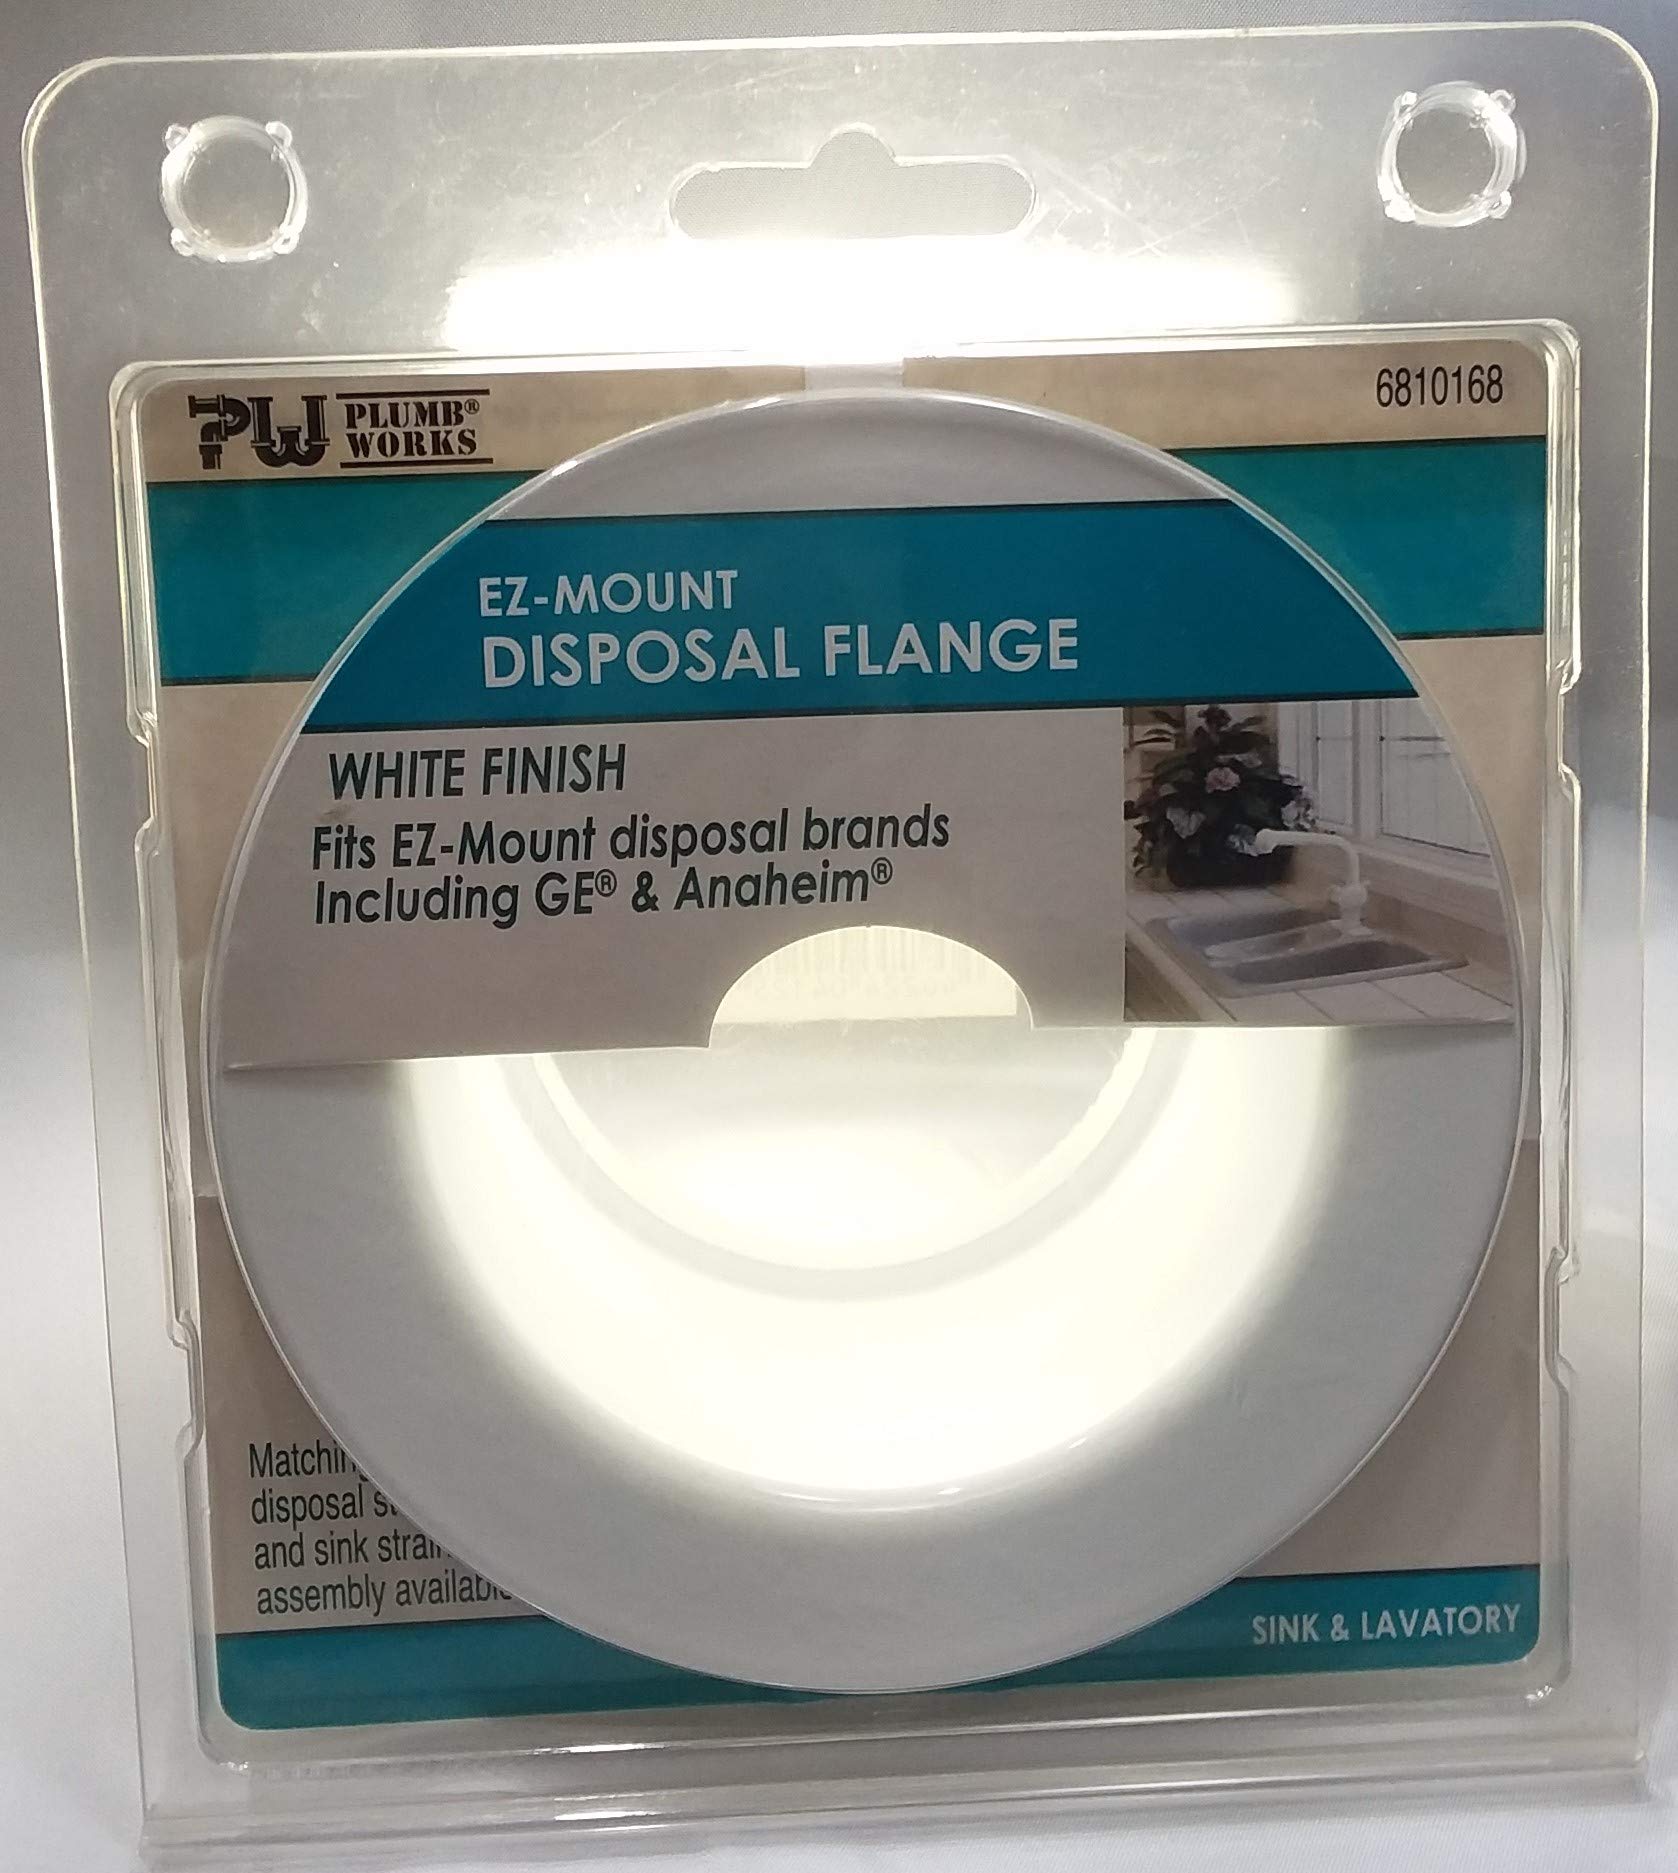 PW PLUMB®
WORKS
6810168
EZ-MOUNT
DISPOSAL FLANGE
WHITE FINISH
Fits EZ-Mount disposal brands
Including GE® & Anaheim®
disposal
and sink
assembly
SINK & LAVATORY